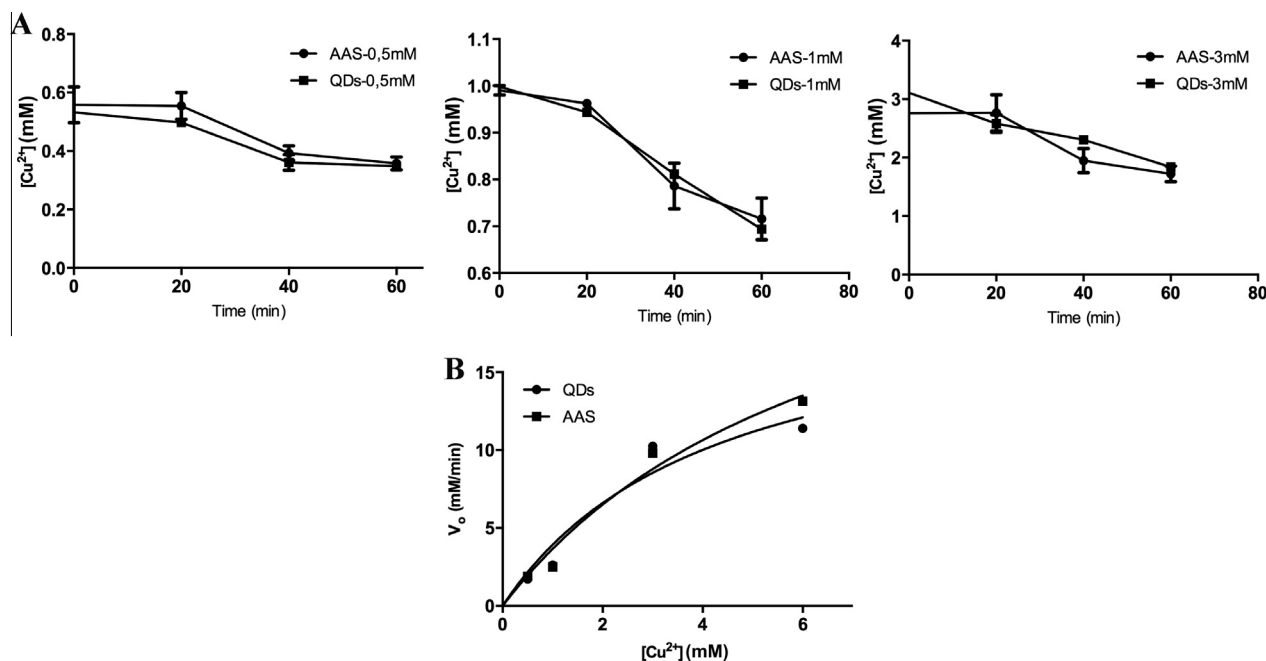 A
AAS-0,5mM
QDs-0,5mM
[Cu²⁺] (mM)
0.8
0.6
0.4
0.2
0.0
0 20 40 60
Time (min)
AAS-1mM
QDs-1mM
[Cu²⁺] (mM)
1.1
1.0
0.9
0.8
0.7
0.6
0 20 40 60 80
Time (min)
AAS-3mM
QDs-3mM
[Cu²⁺] (mM)
4
3
2
1
0
0 20 40 60 80
Time (min)
B
QDs
AAS
Vo (mM/min)
15
10
5
0
0 2 4 6
[Cu²⁺] (mM)